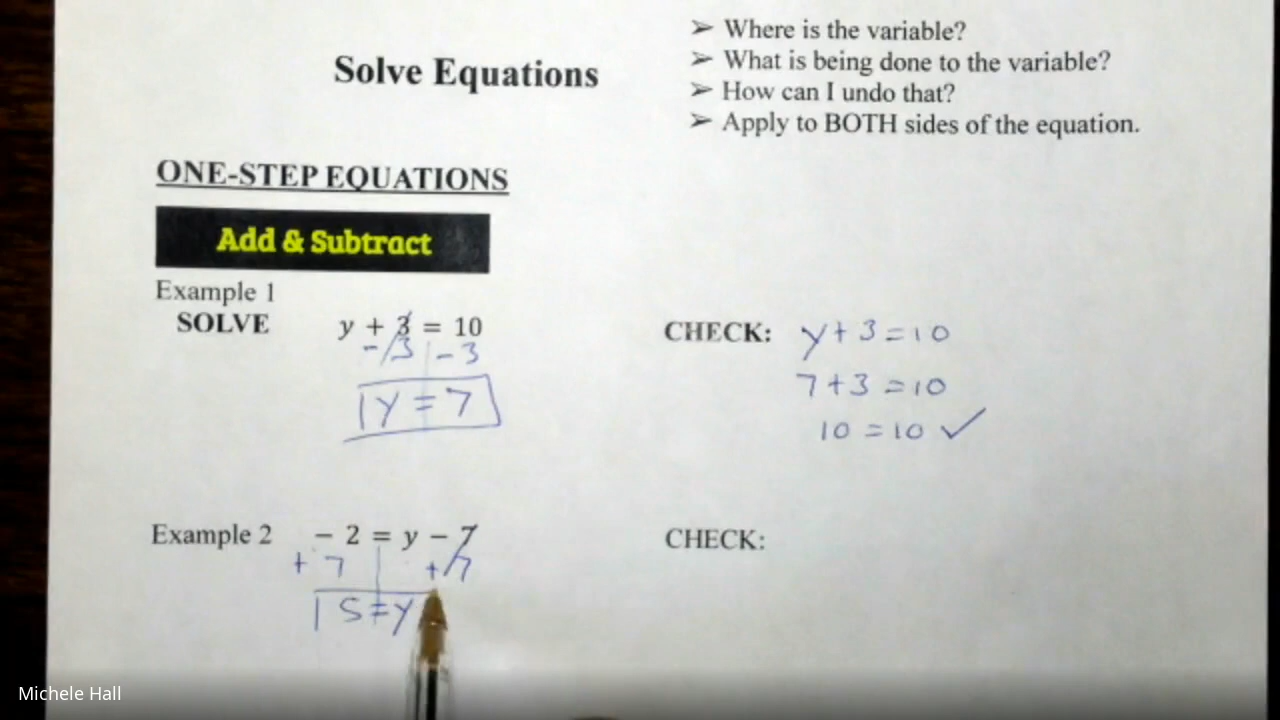 ➢ Where is the variable?
➢ What is being done to the variable?
➢ How can I undo that?
➢ Apply to BOTH sides of the equation.
Solve Equations
ONE-STEP EQUATIONS
Add & Subtract
Example 1
SOLVE y + 3 = 10
- 3 - 3
y = 7
CHECK: y + 3 = 10
7 + 3 = 10
10 = 10 ✓
Example 2 − 2 = y − 7
+ 7 + 7
5 = y
CHECK:
Michele Hall